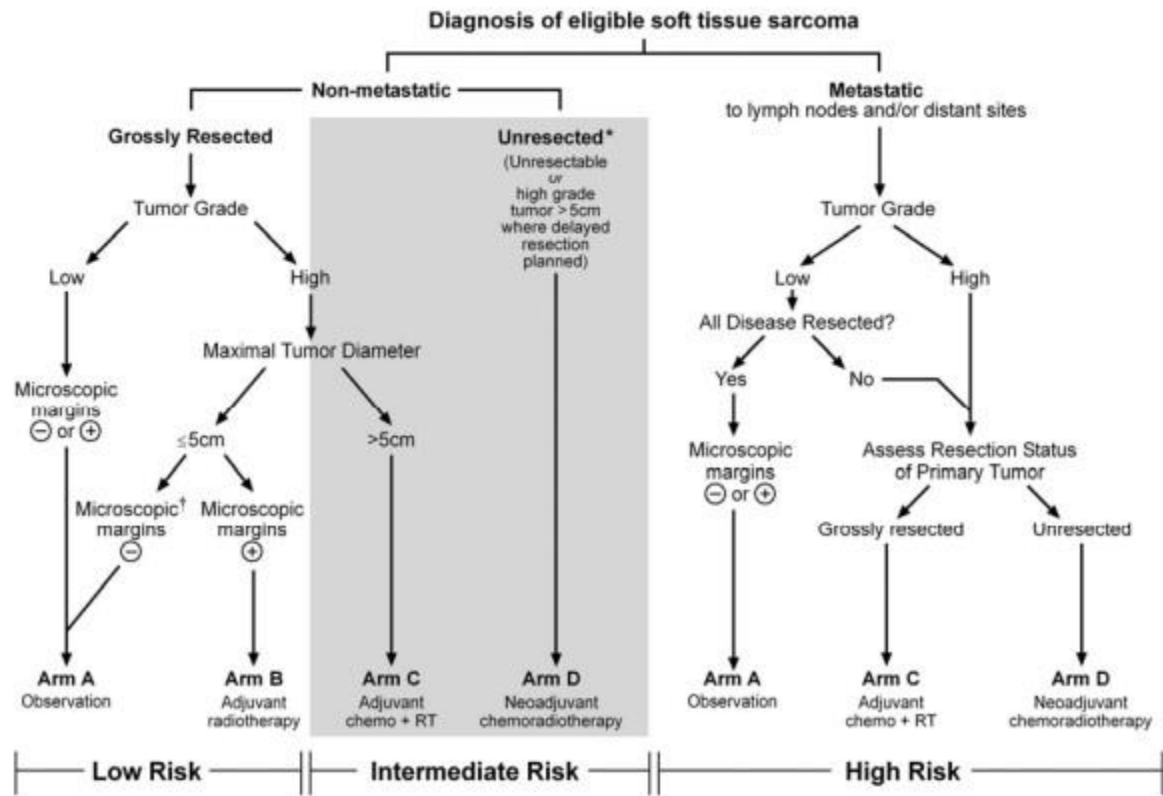 Diagnosis of eligible soft tissue sarcoma
Non-metastatic
Metastatic
to lymph nodes and/or distant sites
Grossly Resected
Unresected*
(Unresectable
or
high grade
tumor > 5cm
where delayed
resection
planned)
Tumor Grade
Tumor Grade
Low
High
Low
High
All Disease Resected?
Maximal Tumor Diameter
Yes
No
Microscopic
margins
⊖ or ⊕
≤5cm
>5cm
Microscopic
margins
⊖ or ⊕
Assess Resection Status
of Primary Tumor
Microscopic†
margins
⊖
Microscopic
margins
⊕
Grossly resected
Unresected
Arm A
Observation
Arm B
Adjuvant
radiotherapy
Arm C
Adjuvant
chemo + RT
Arm D
Neoadjuvant
chemoradiotherapy
Arm A
Observation
Arm C
Adjuvant
chemo + RT
Arm D
Neoadjuvant
chemoradiotherapy
Low Risk
Intermediate Risk
High Risk